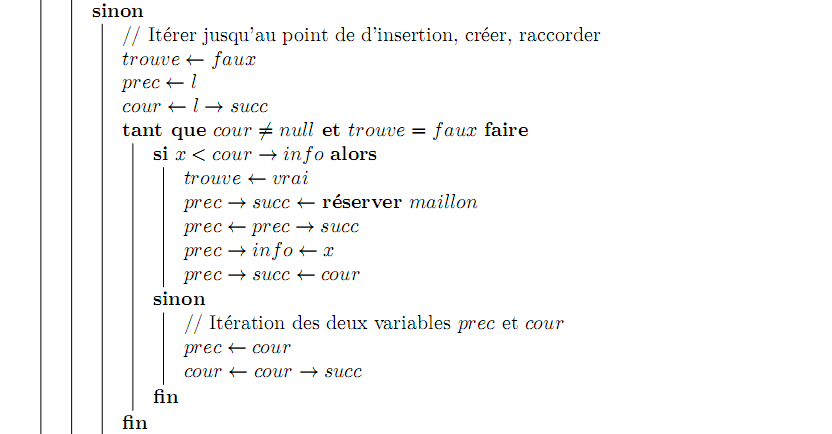 sinon
// Itérer jusqu'au point de d'insertion, créer, raccorder
trouve ← faux
prec ← l
cour ← l → succ
tant que cour ≠ null et trouve = faux faire
si x < cour → info alors
trouve ← vrai
prec → succ ← réserver maillon
prec ← prec → succ
prec → info ← x
prec → succ ← cour
sinon
// Itération des deux variables prec et cour
prec ← cour
cour ← cour → succ
fin
fin